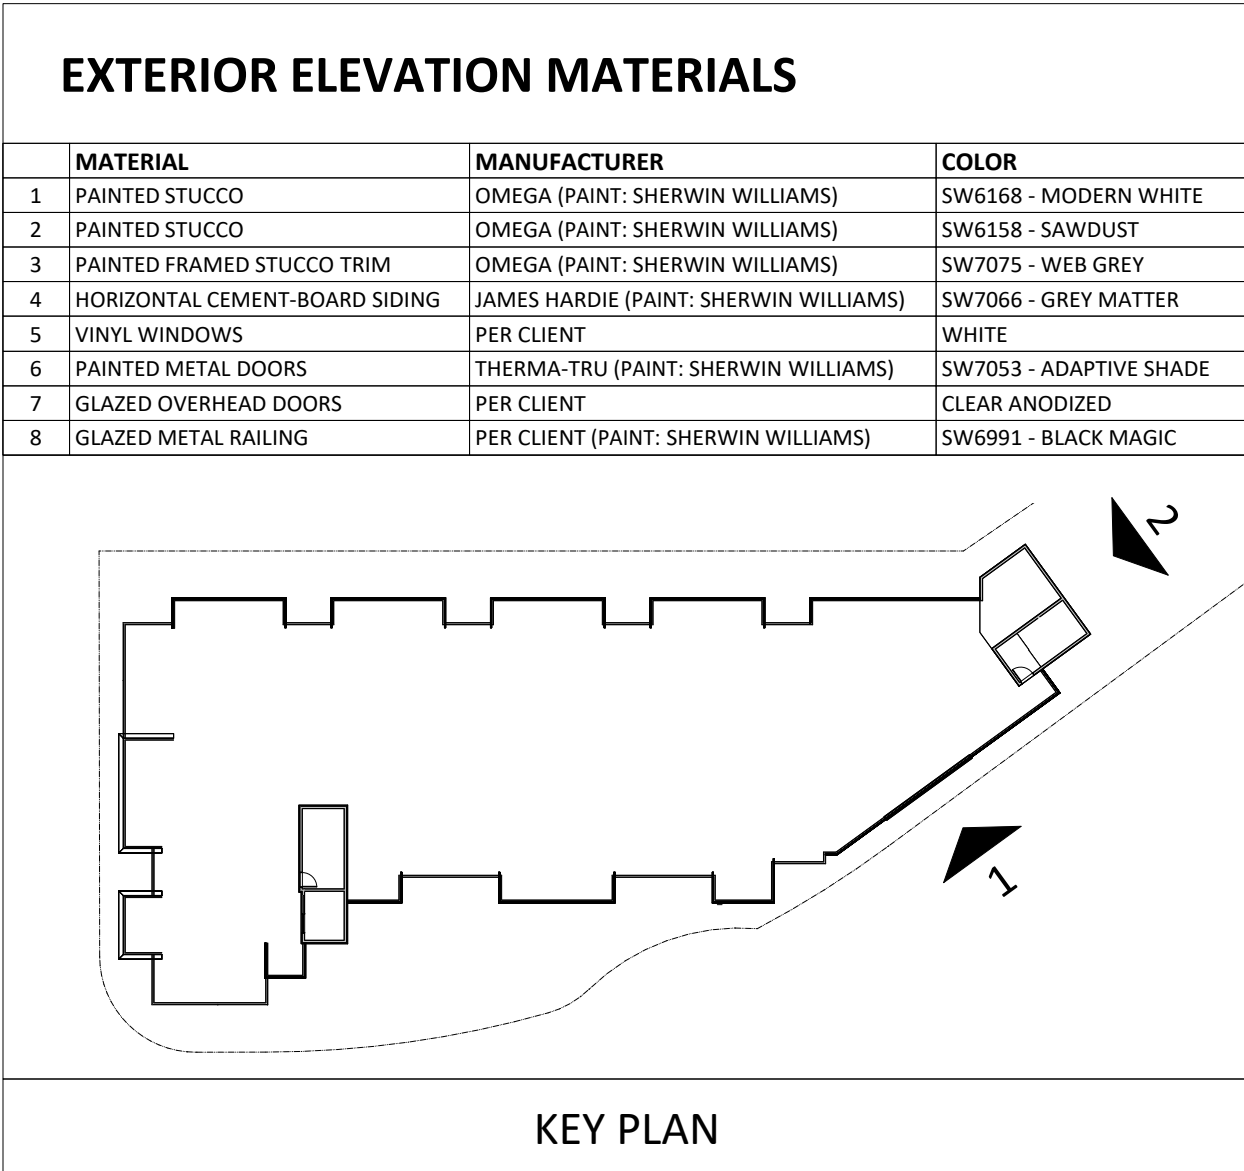 EXTERIOR ELEVATION MATERIALS
MATERIAL MANUFACTURER COLOR
1 PAINTED STUCCO OMEGA (PAINT: SHERWIN WILLIAMS) SW6168 - MODERN WHITE
2 PAINTED STUCCO OMEGA (PAINT: SHERWIN WILLIAMS) SW6158 - SAWDUST
3 PAINTED FRAMED STUCCO TRIM OMEGA (PAINT: SHERWIN WILLIAMS) SW7075 - WEB GREY
4 HORIZONTAL CEMENT-BOARD SIDING JAMES HARDIE (PAINT: SHERWIN WILLIAMS) SW7066 - GREY MATTER
5 VINYL WINDOWS PER CLIENT WHITE
6 PAINTED METAL DOORS THERMA-TRU (PAINT: SHERWIN WILLIAMS) SW7053 - ADAPTIVE SHADE
7 GLAZED OVERHEAD DOORS PER CLIENT CLEAR ANODIZED
8 GLAZED METAL RAILING PER CLIENT (PAINT: SHERWIN WILLIAMS) SW6991 - BLACK MAGIC
2
1
KEY PLAN